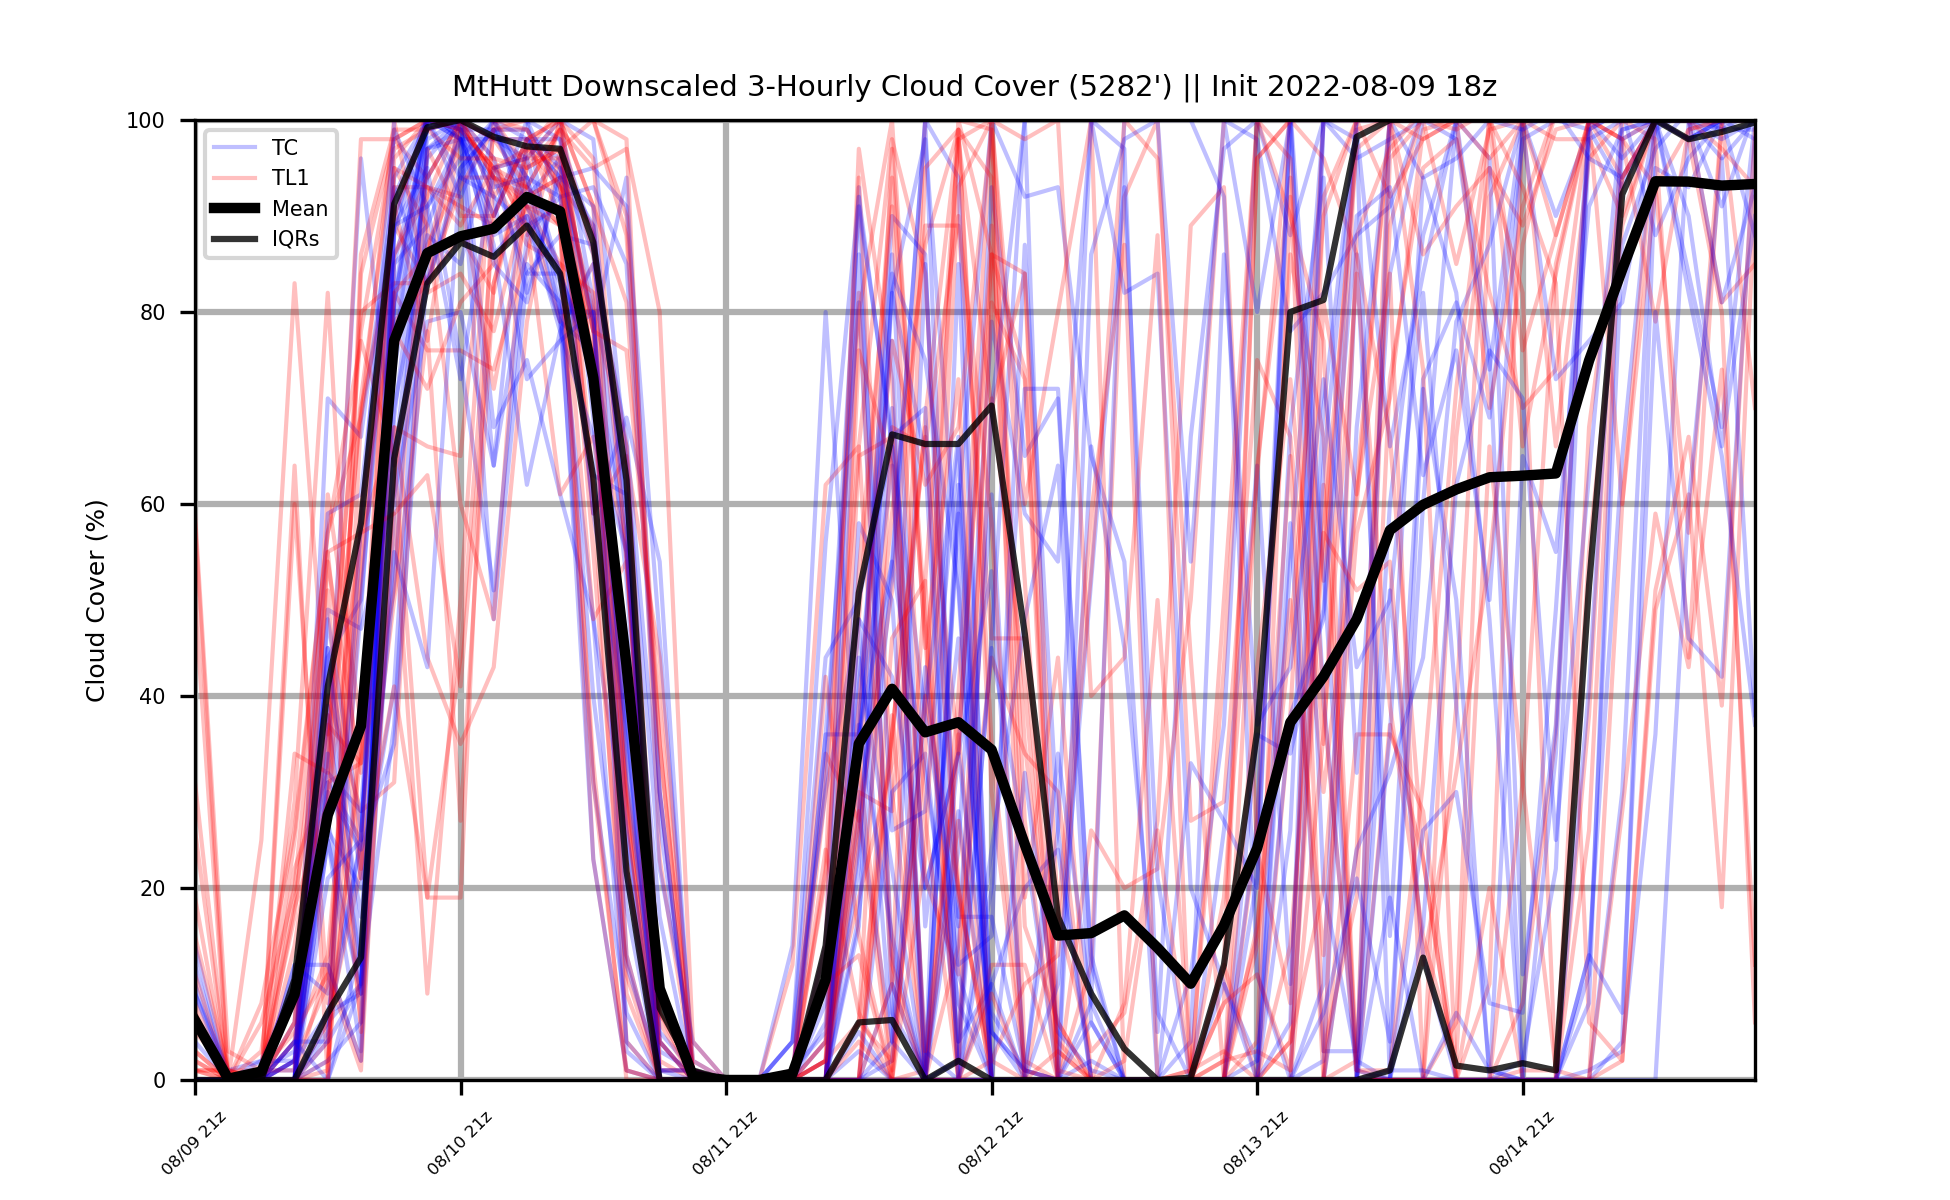 MtHutt Downscaled 3-Hourly Cloud Cover (5282') || Init 2022-08-09 18z
TC
TL1
Mean
IQRs
Cloud Cover (%)
100
80
60
40
20
0
08/09 21z
08/10 21z
08/11 21z
08/12 21z
08/13 21z
08/14 21z